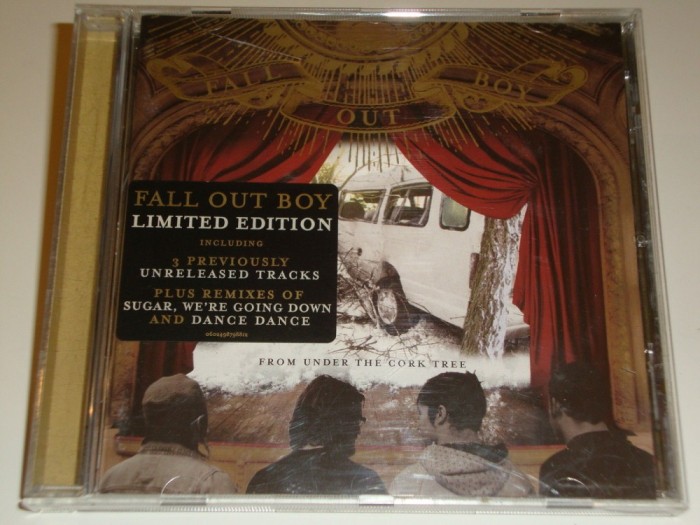 FALL OUT BOY
FALL OUT BOY
LIMITED EDITION
INCLUDING
3 PREVIOUSLY
UNRELEASED TRACKS
PLUS REMIXES OF
SUGAR, WE'RE GOING DOWN
AND DANCE DANCE
FROM UNDER THE CORK TREE